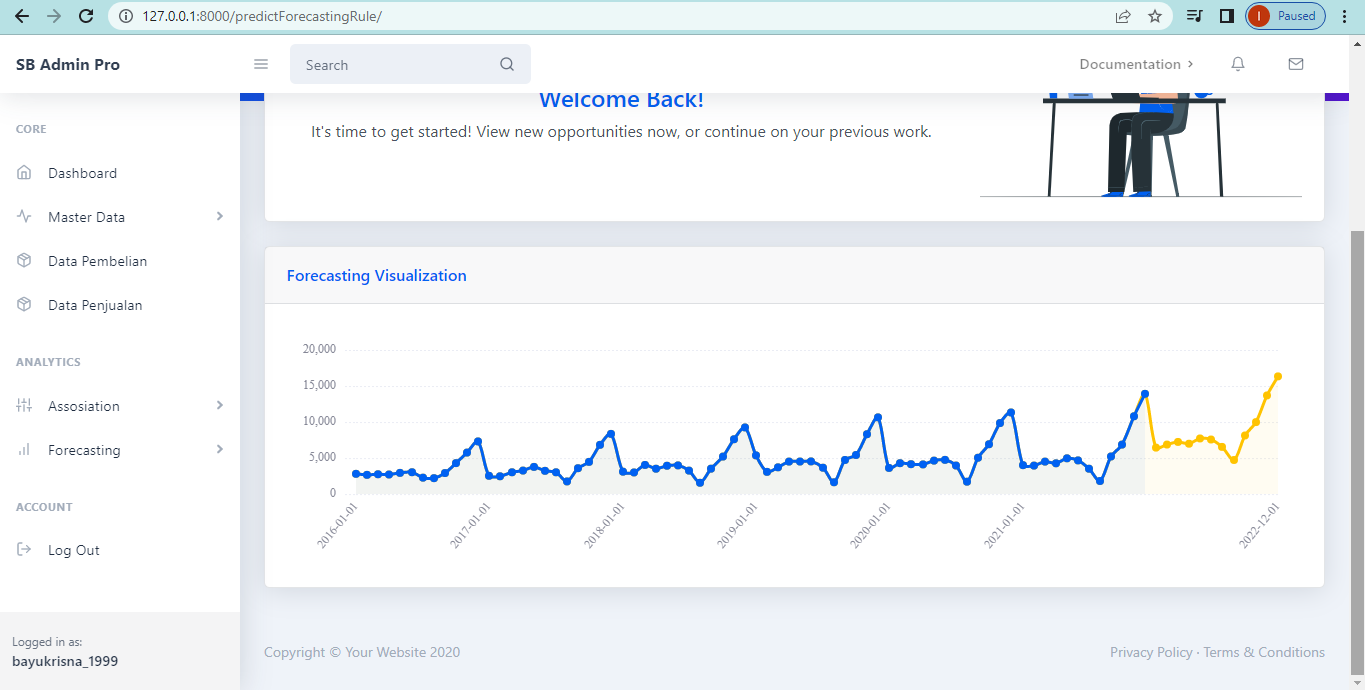 127.0.0.1:8000/predictForecastingRule/
I
Paused
SB Admin Pro
Search
Documentation
CORE
Dashboard
Master Data
Data Pembelian
Data Penjualan
ANALYTICS
Assosiation
Forecasting
ACCOUNT
Log Out
Logged in as:
bayukrisna_1999
Welcome Back!
It's time to get started! View new opportunities now, or continue on your previous work.
Forecasting Visualization
20,000
15,000
10,000
5,000
0
2016-01-01
2017-01-01
2018-01-01
2019-01-01
2020-01-01
2021-01-01
2022-12-01
Copyright © Your Website 2020
Privacy Policy · Terms & Conditions